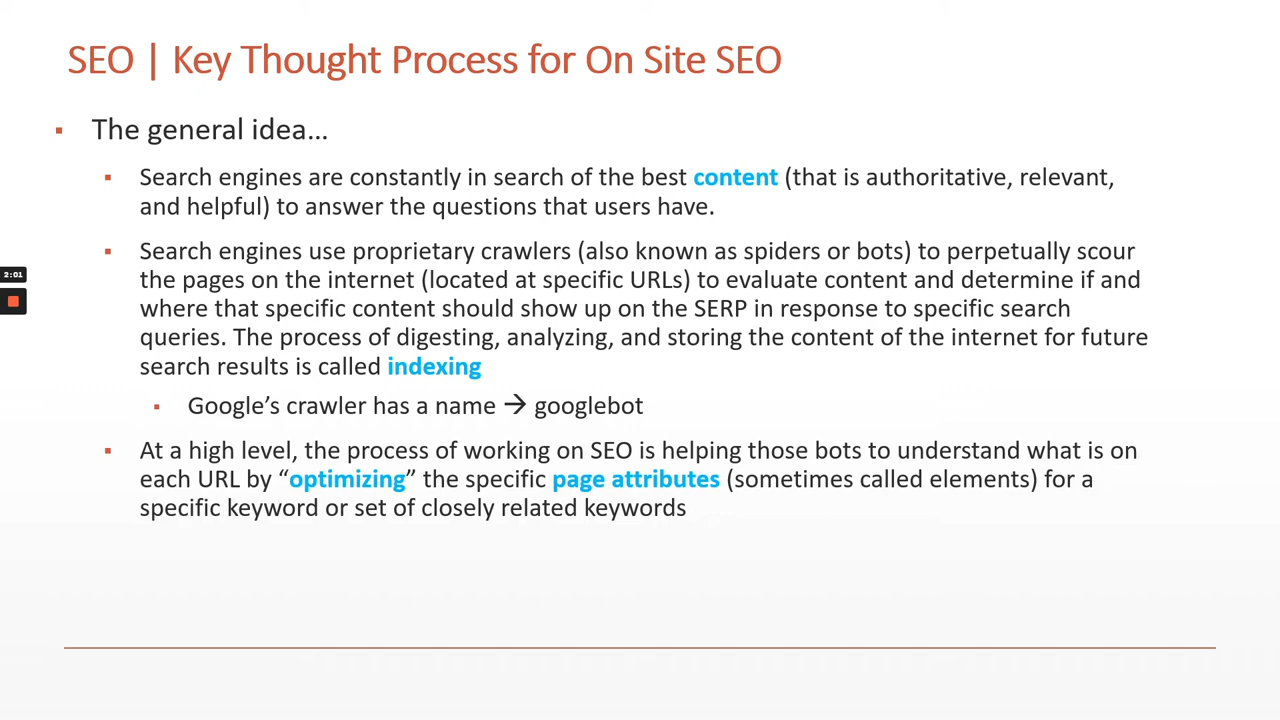 SEO | Key Thought Process for On Site SEO
▪ The general idea…
▪ Search engines are constantly in search of the best content (that is authoritative, relevant,
and helpful) to answer the questions that users have.
▪ Search engines use proprietary crawlers (also known as spiders or bots) to perpetually scour
the pages on the internet (located at specific URLs) to evaluate content and determine if and
2:01
where that specific content should show up on the SERP in response to specific search
queries. The process of digesting, analyzing, and storing the content of the internet for future
search results is called indexing
▪ Google’s crawler has a name → googlebot
▪ At a high level, the process of working on SEO is helping those bots to understand what is on
each URL by “optimizing” the specific page attributes (sometimes called elements) for a
specific keyword or set of closely related keywords